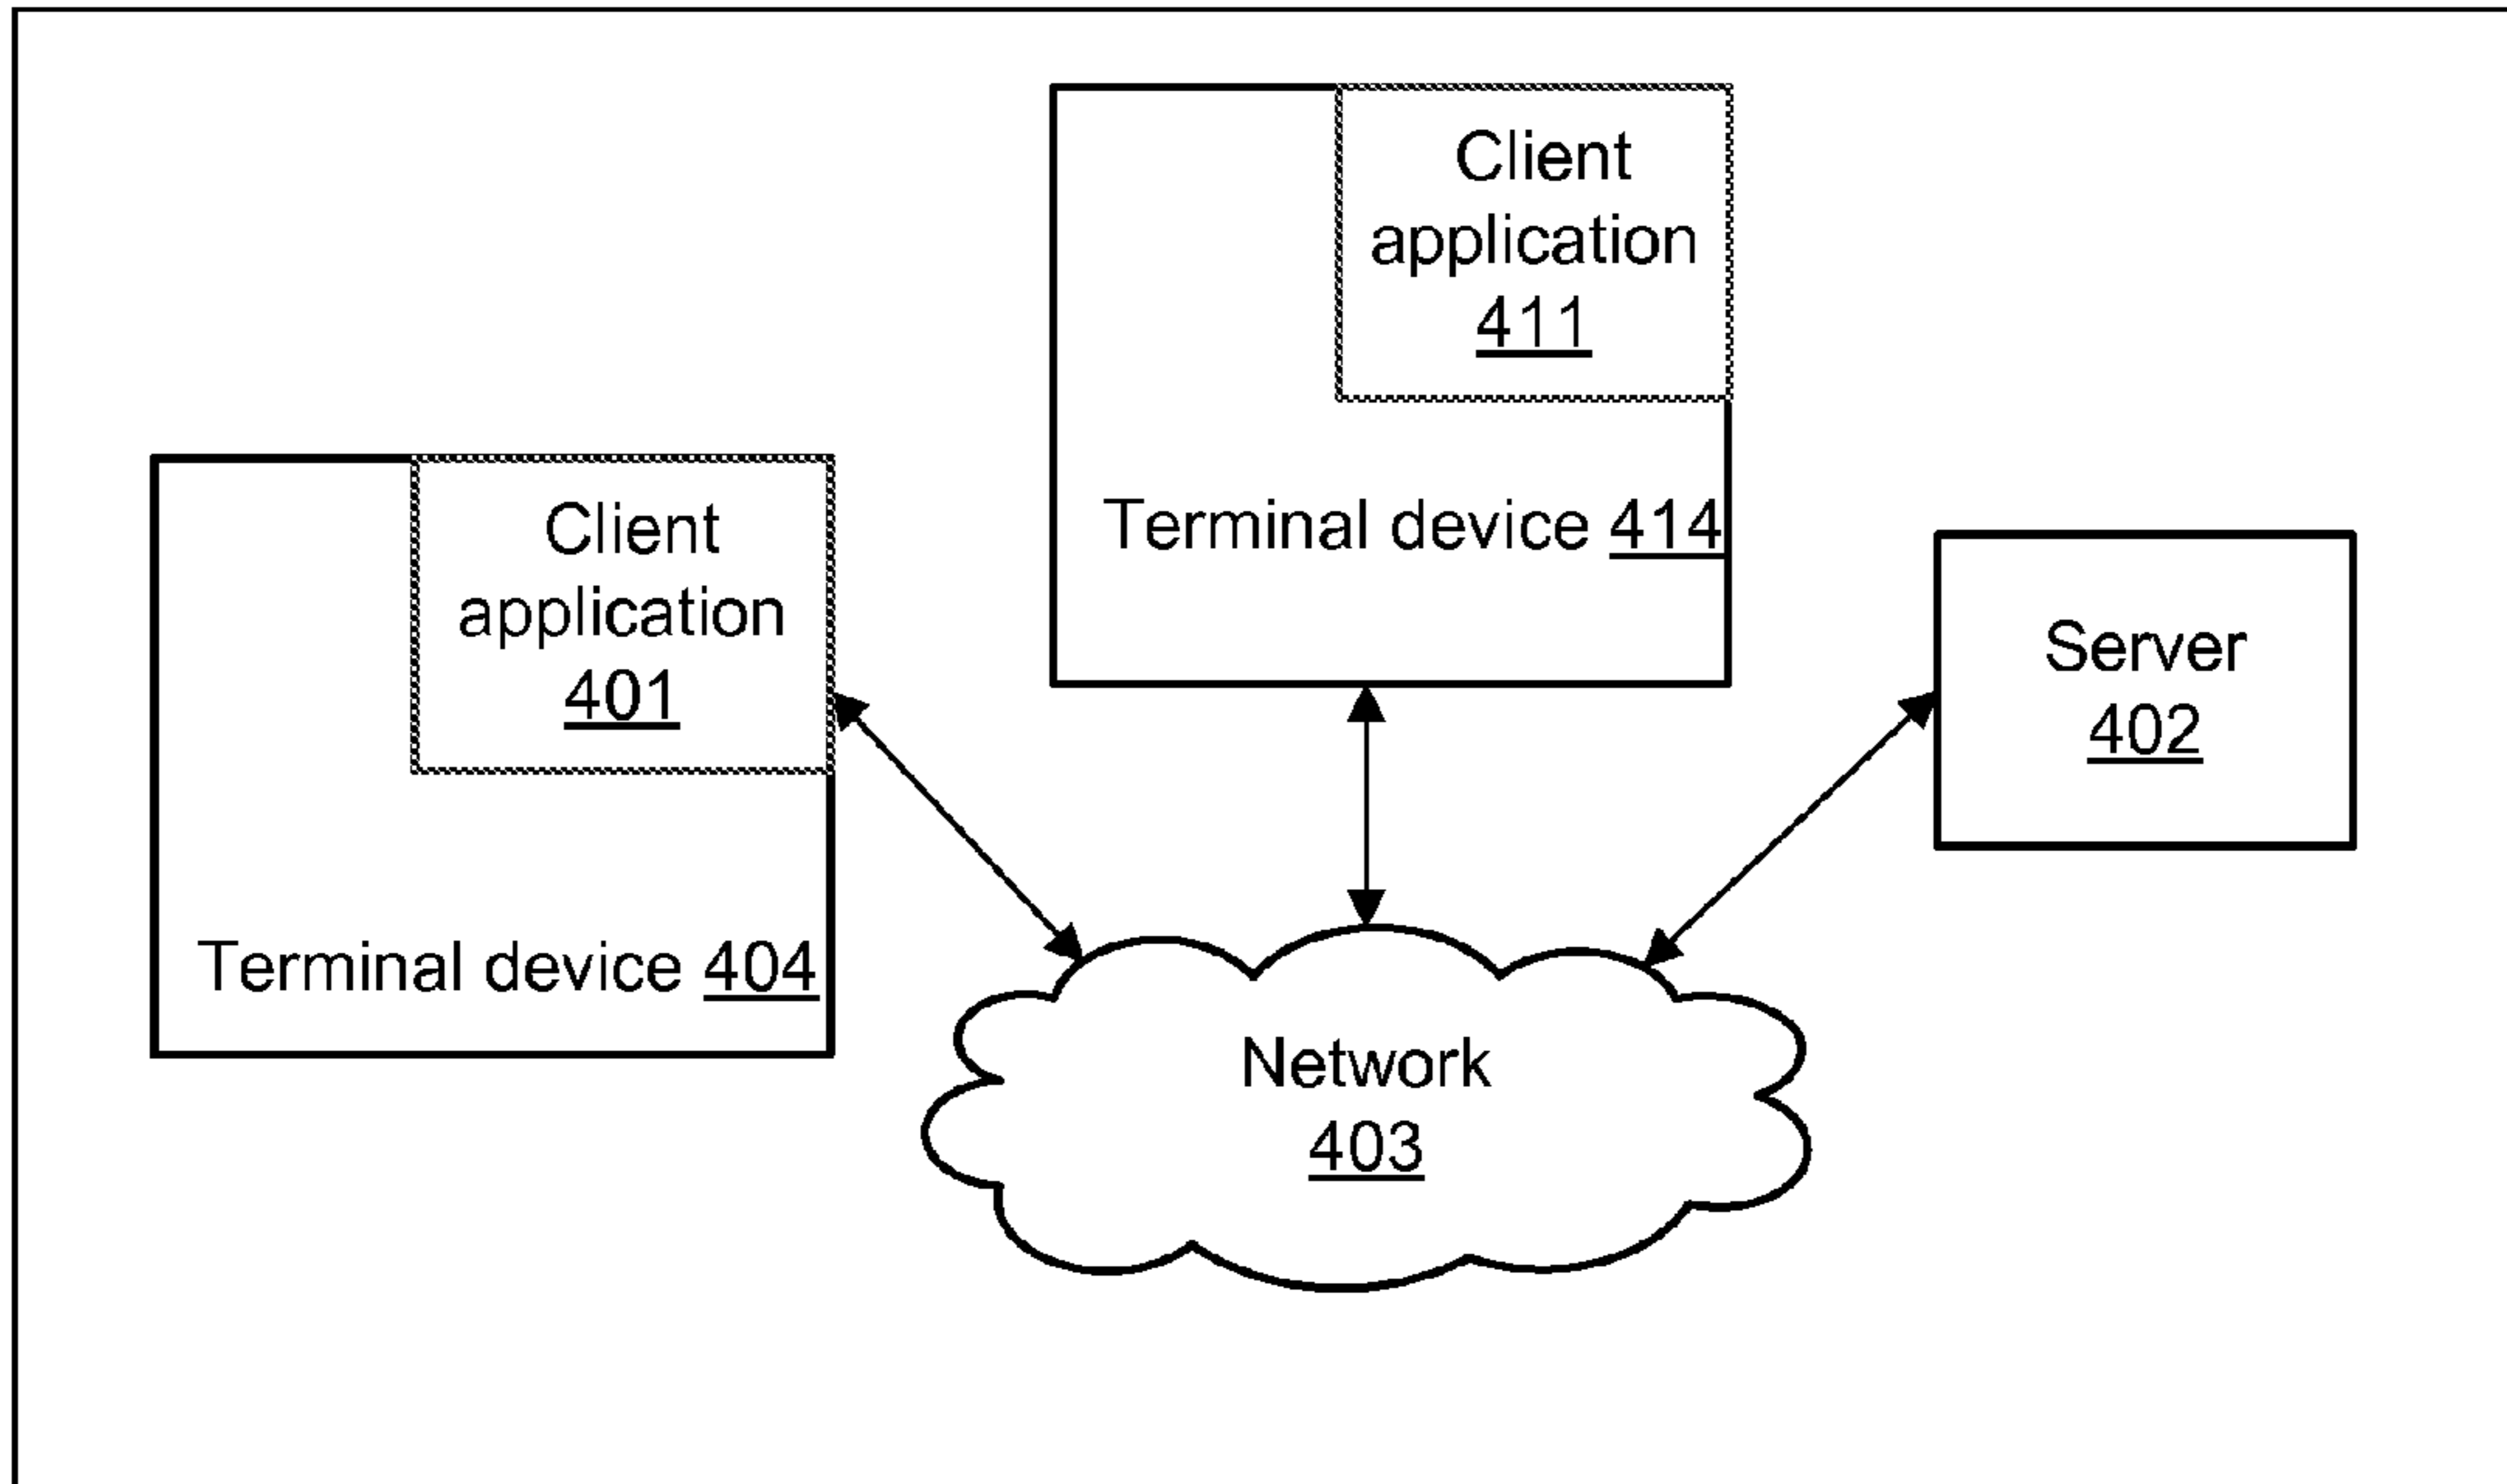 Client
application
411
Terminal device 414
Client
application
401
Terminal device 404
Server
402
Network
403